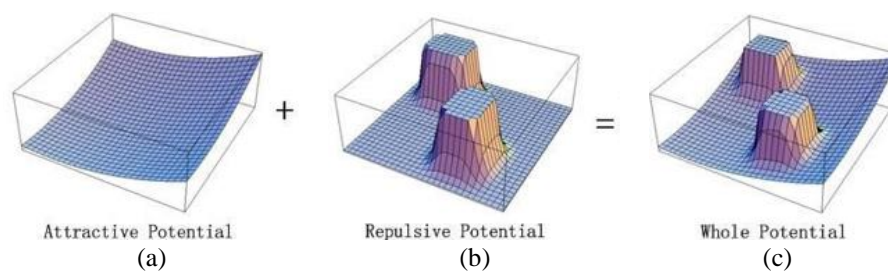 + =
Attractive Potential Repulsive Potential Whole Potential
(a) (b) (c)